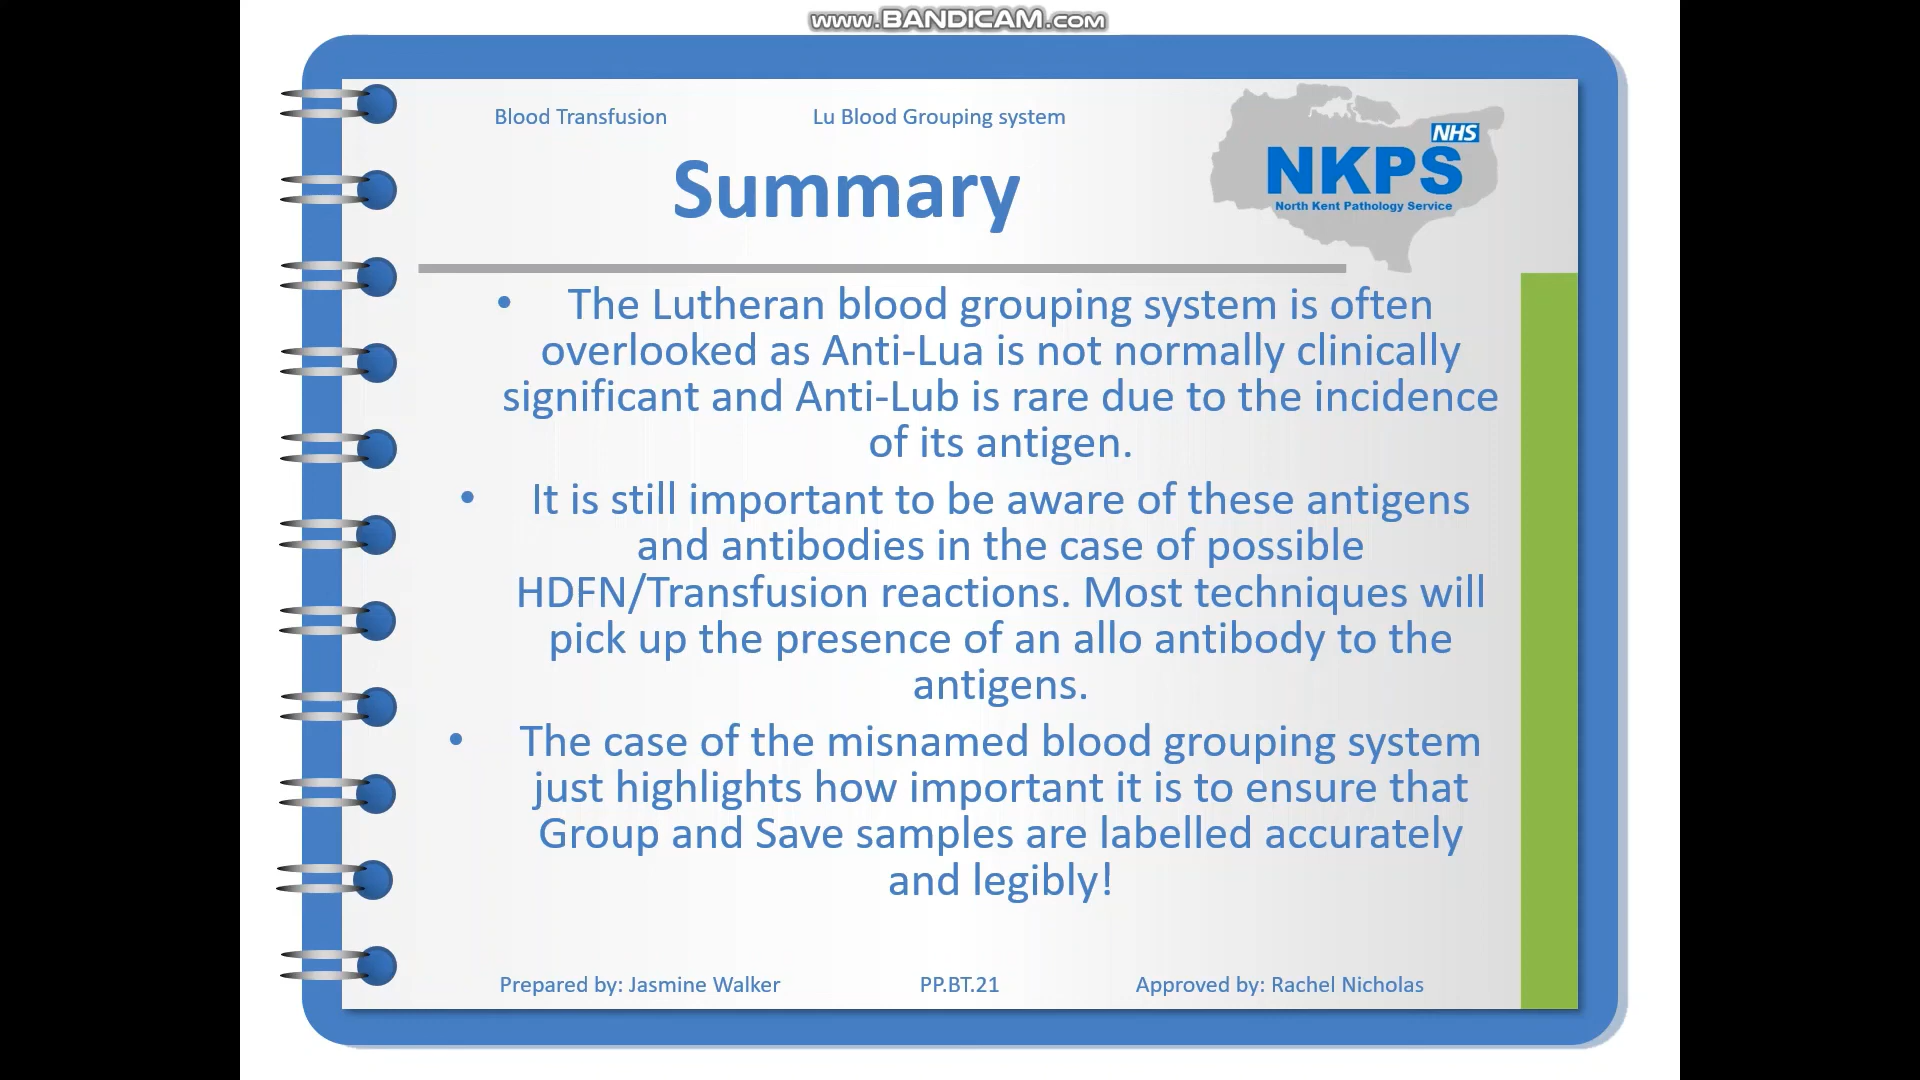 www.BANDICAM.com
Blood Transfusion
Lu Blood Grouping system
NHS
NKPS
North Kent Pathology Service
Summary
• The Lutheran blood grouping system is often
overlooked as Anti-Lua is not normally clinically
significant and Anti-Lub is rare due to the incidence
of its antigen.
• It is still important to be aware of these antigens
and antibodies in the case of possible
HDFN/Transfusion reactions. Most techniques will
pick up the presence of an allo antibody to the
antigens.
• The case of the misnamed blood grouping system
just highlights how important it is to ensure that
Group and Save samples are labelled accurately
and legibly!
Prepared by: Jasmine Walker
PP.BT.21
Approved by: Rachel Nicholas